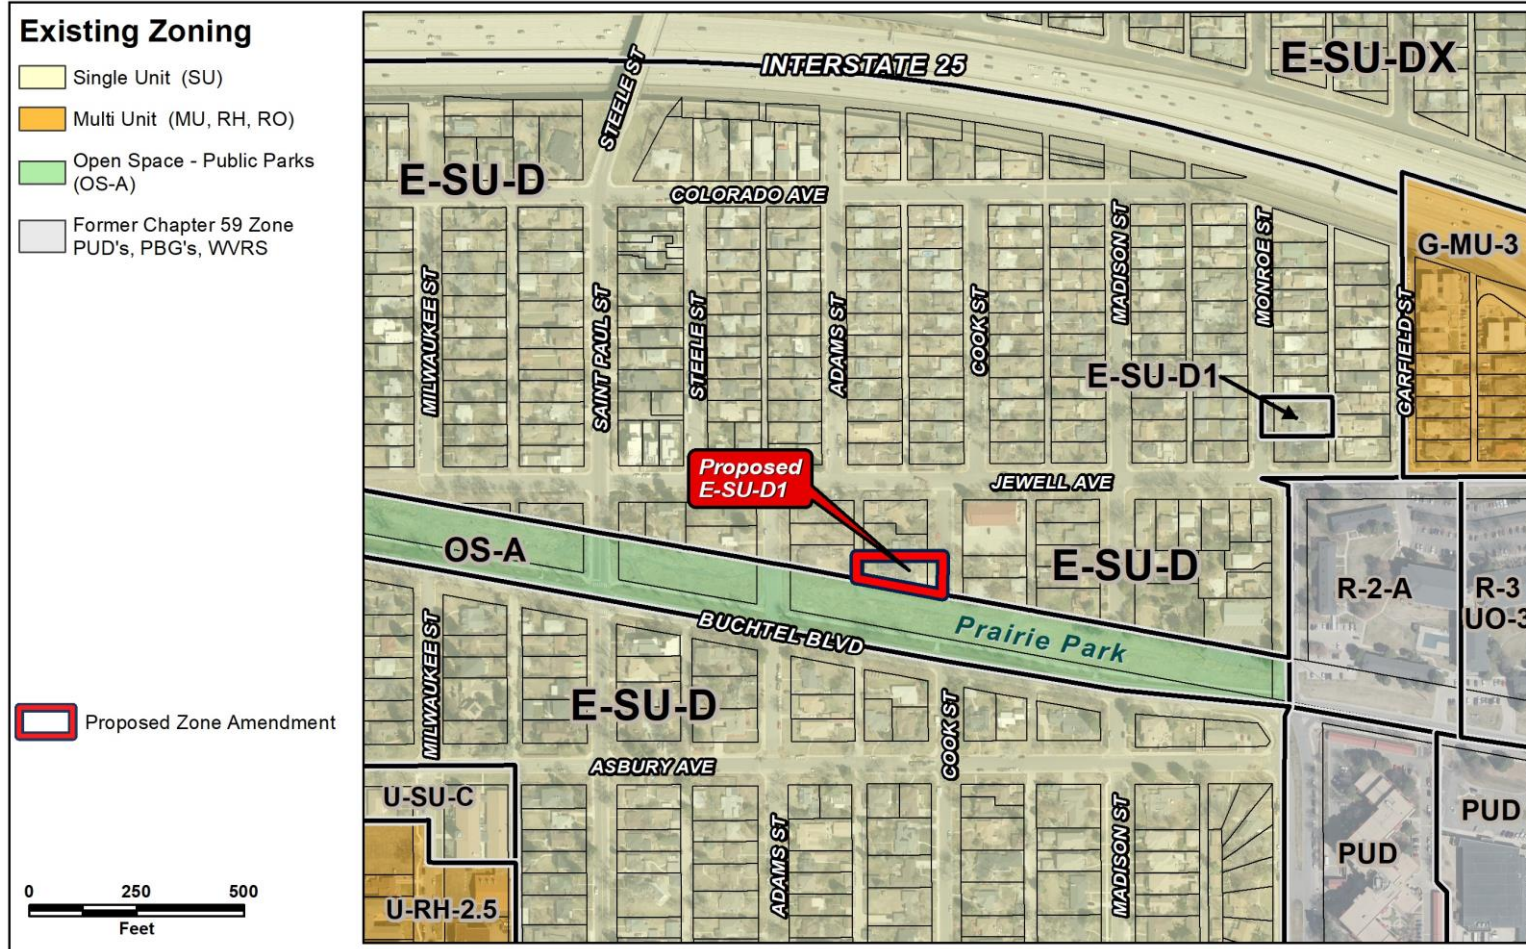 Existing Zoning
Single Unit (SU)
Multi Unit (MU, RH, RO)
Open Space - Public Parks
(OS-A)
Former Chapter 59 Zone
PUD's, PBG's, WVRS
Proposed Zone Amendment
0 250 500
Feet
INTERSTATE 25
E-SU-DX
STEELE ST
E-SU-D
COLORADO AVE
G-MU-3
MILWAUKEE ST
SAINT PAUL ST
STEELE ST
ADAMS ST
COOK ST
MADISON ST
MONROE ST
GARFIELD ST
E-SU-D1
Proposed
E-SU-D1
JEWELL AVE
OS-A
E-SU-D
R-2-A
R-3
UO-3
MILWAUKEE ST
BUCHTEL BLVD
Prairie Park
E-SU-D
COOK ST
ASBURY AVE
U-SU-C
ADAMS ST
MADISON ST
PUD
PUD
U-RH-2.5